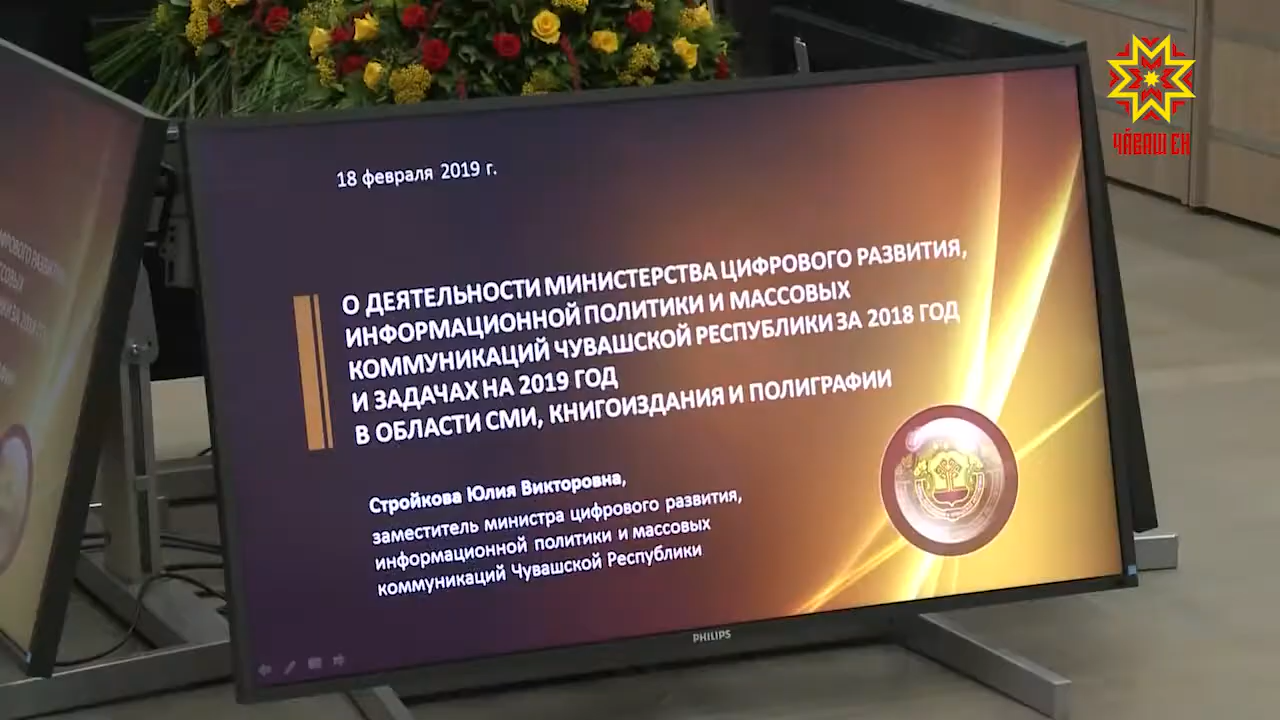 ЧӐВАШ ЕН
18 февраля 2019 г.
О ДЕЯТЕЛЬНОСТИ МИНИСТЕРСТВА ЦИФРОВОГО РАЗВИТИЯ,
ИНФОРМАЦИОННОЙ ПОЛИТИКИ И МАССОВЫХ
КОММУНИКАЦИЙ ЧУВАШСКОЙ РЕСПУБЛИКИ ЗА 2018 ГОД
И ЗАДАЧАХ НА 2019 ГОД
В ОБЛАСТИ СМИ, КНИГОИЗДАНИЯ И ПОЛИГРАФИИ
Стройкова Юлия Викторовна,
заместитель министра цифрового развития,
информационной политики и массовых
коммуникаций Чувашской Республики
PHILIPS